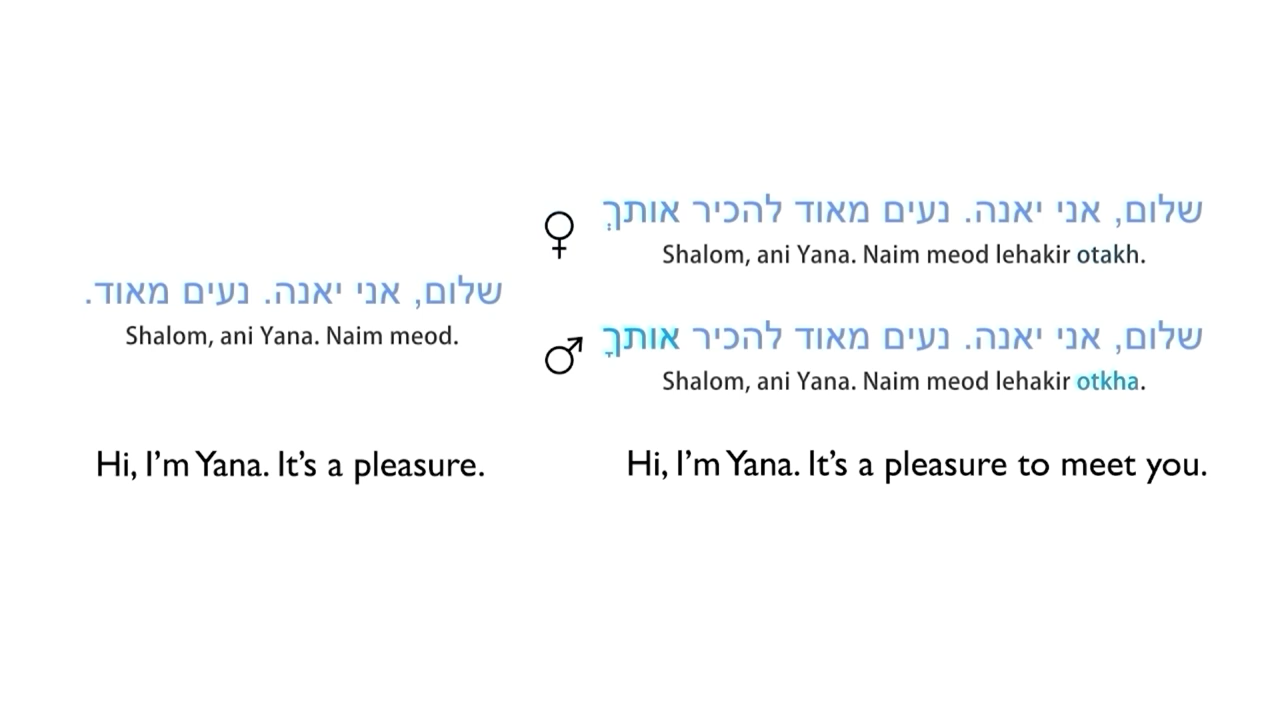 שלום, אני יאנה. נעים מאוד.
Shalom, ani Yana. Naim meod.
Hi, I'm Yana. It's a pleasure.
שלום, אני יאנה. נעים מאוד להכיר אותךְ
Shalom, ani Yana. Naim meod lehakir otakh.
שלום, אני יאנה. נעים מאוד להכיר אותךָ
Shalom, ani Yana. Naim meod lehakir otkha.
Hi, I'm Yana. It's a pleasure to meet you.